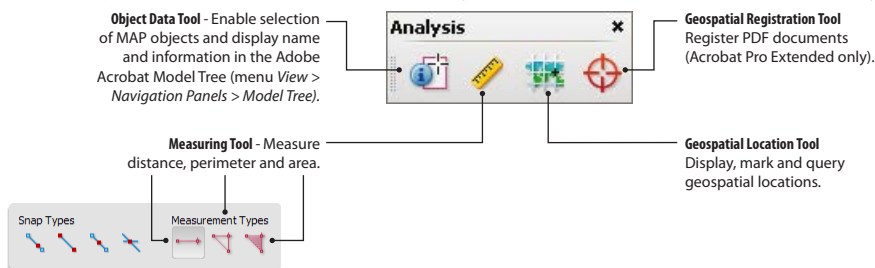 Object Data Tool - Enable selection
of MAP objects and display name
and information in the Adobe
Acrobat Model Tree (menu View >
Navigation Panels > Model Tree).
Analysis
Geospatial Registration Tool
Register PDF documents
(Acrobat Pro Extended only).
Measuring Tool - Measure
distance, perimeter and area.
Geospatial Location Tool
Display, mark and query
geospatial locations.
Snap Types
Measurement Types